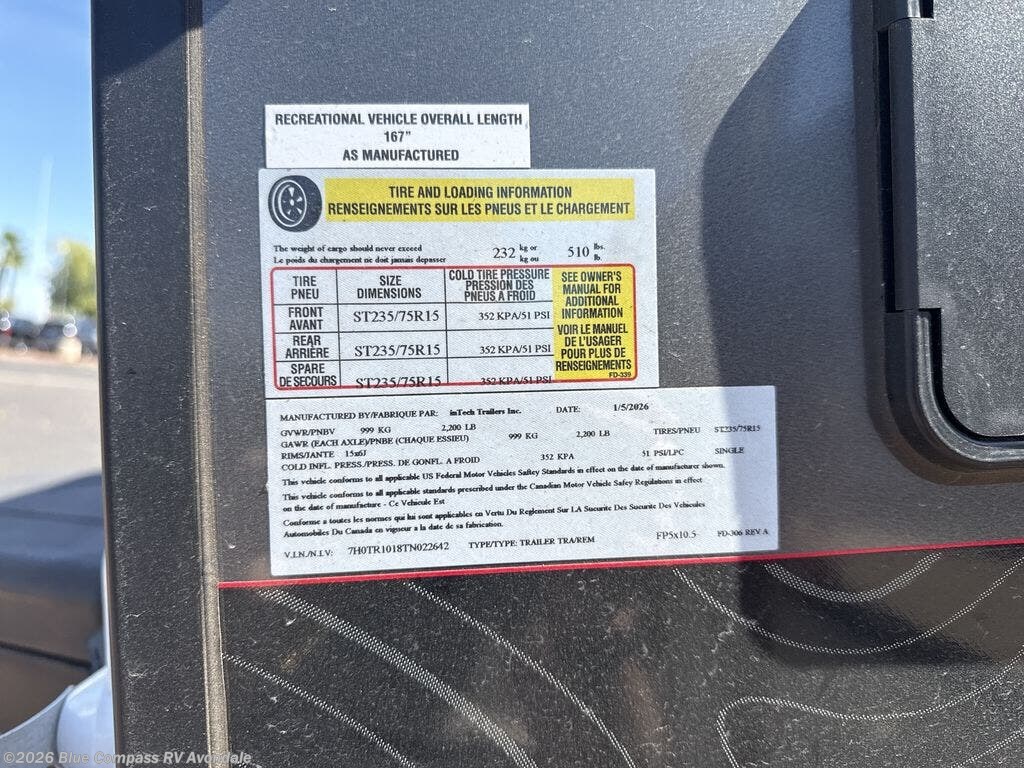 RECREATIONAL VEHICLE OVERALL LENGTH
167"
AS MANUFACTURED
TIRE AND LOADING INFORMATION
RENSEIGNEMENTS SUR LES PNEUS ET LE CHARGEMENT
The weight of cargo should never exceed 232 kg or 510 lbs.
Le poids du chargement ne doit jamais depasser kg ou lb.
TIRE PNEU SIZE DIMENSIONS COLD TIRE PRESSURE PRESSION DES PNEUS A FROID
FRONT AVANT ST235/75R15 352 KPA/51 PSI
REAR ARRIÈRE ST235/75R15 352 KPA/51 PSI
SPARE DE SECOURS ST235/75R15 352 KPA/51 PSI
SEE OWNER'S
MANUAL FOR
ADDITIONAL
INFORMATION
VOIR LE MANUEL
DE L'USAGER
POUR PLUS DE
RENSEIGNEMENTS
FD-339
MANUFACTURED BY/FABRIQUE PAR: inTech Trailers Inc. DATE: 1/5/2026
GVWR/PNBV 999 KG 2,200 LB
GAWR (EACH AXLE)/PNBE (CHAQUE ESSIEU) 999 KG 2,200 LB TIRES/PNEU ST235/75R15
RIMS/JANTE 15x6J
COLD INFL. PRESS./PRESS. DE GONFL. A FROID 352 KPA 51 PSI/LPC SINGLE
This vehicle conforms to all applicable US Federal Motor Vehicles Saftey Standards in effect on the date of manufacturer shown.
This vehicle conforms to all applicable standards prescribed under the Canadian Motor Vehicle Safey Regulations in effect
on the date of manufacture - Ce Vehicule Est
Conforme a toutes les normes qui lui sont applicables en Vertu Du Reglement Sur LA Sucurite Des Sucurite Des Vehicules
Automobiles Du Canada en vigueur a la date de sa fabrication.
V.I.N./N.I.V: 7H0TR1018TN022642 TYPE/TYPE: TRAILER TRA/REM FP5x10.5 FD-306 REV A
©2026 Blue Compass RV Avondale